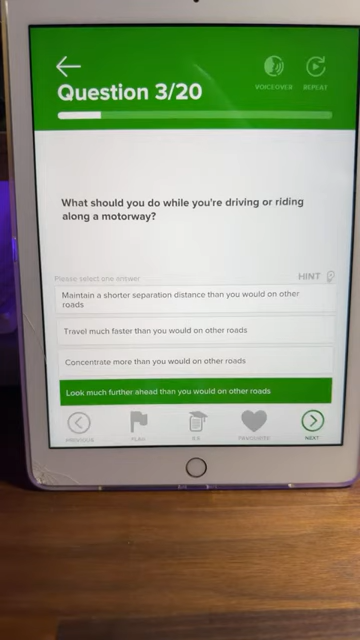 Question 3/20
VOICEOVER REPEAT
What should you do while you're driving or riding
along a motorway?
Please select one answer
HINT
Maintain a shorter separation distance than you would on other
roads
Travel much faster than you would on other roads
Concentrate more than you would on other roads
Look much further ahead than you would on other roads
PREVIOUS FLAG FAVOURITE NEXT